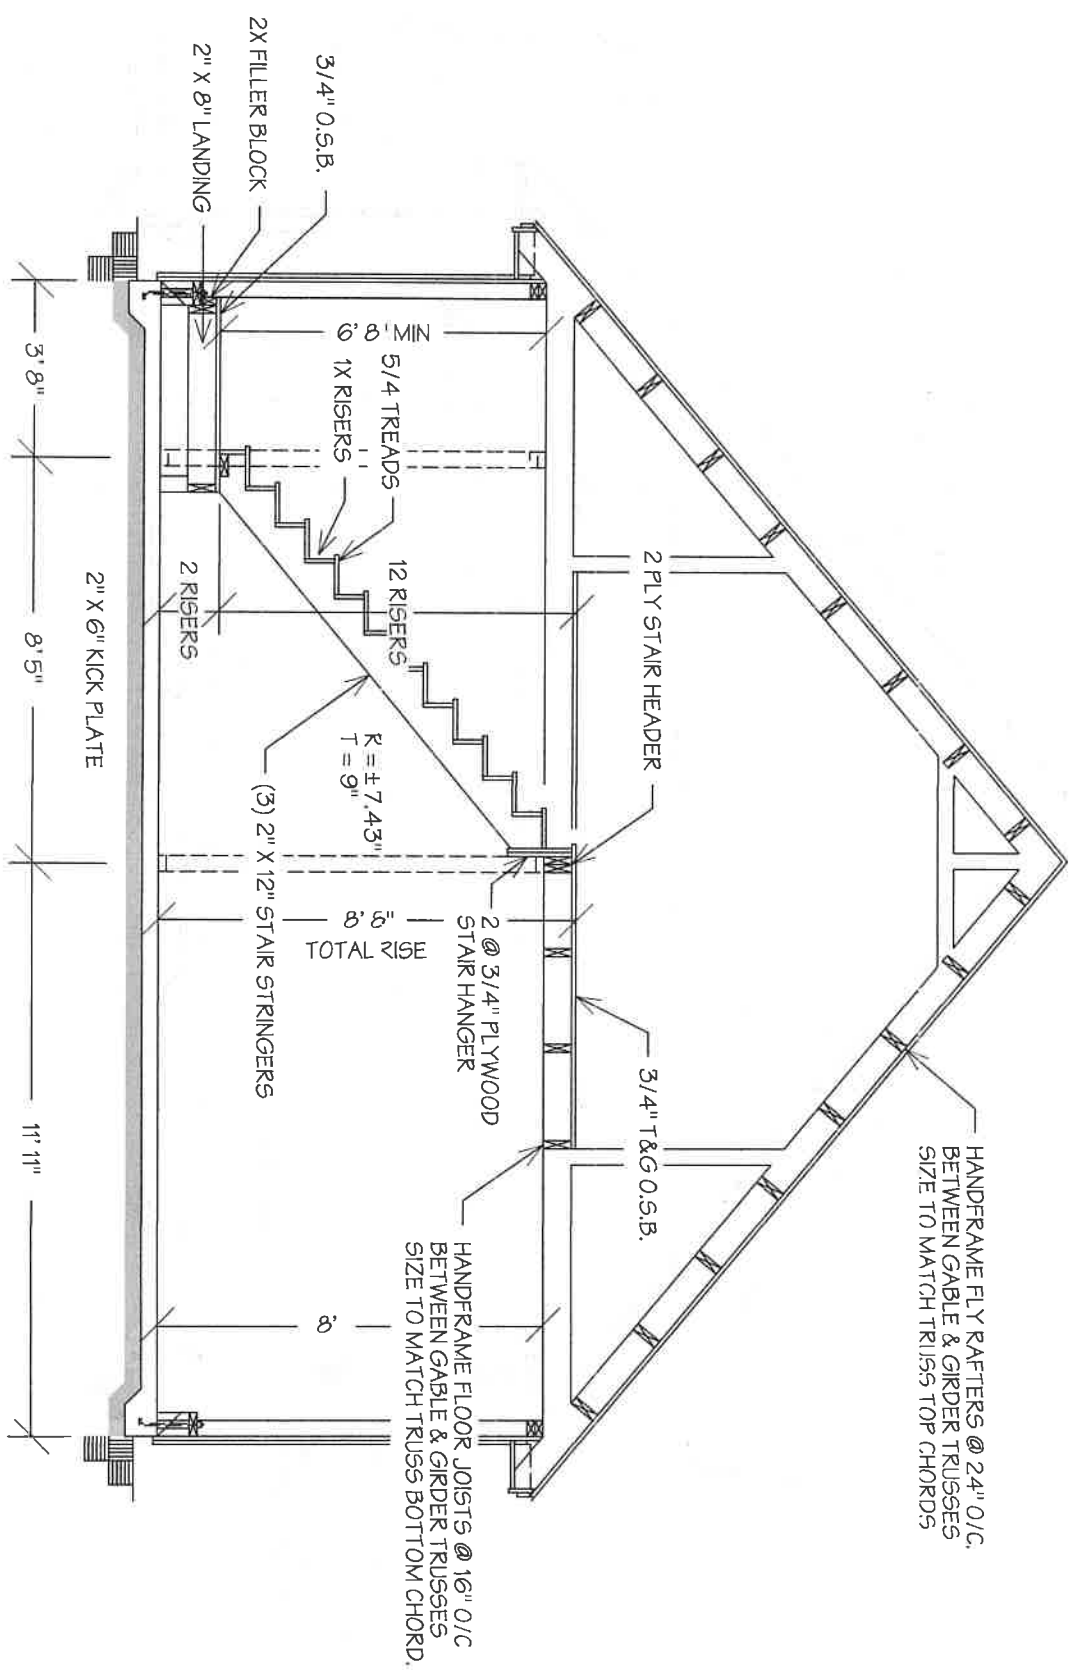 HANDFRAME FLY RAFTERS @ 24" O/C.
BETWEEN GABLE & GIRDER TRUSSES
SIZE TO MATCH TRUSS TOP CHORDS
2 PLY STAIR HEADER
3/4" T&G O.S.B.
HANDFRAME FLOOR JOISTS @ 16" O/C
BETWEEN GABLE & GIRDER TRUSSES
SIZE TO MATCH TRUSS BOTTOM CHORD.
2 @ 3/4" PLYWOOD
STAIR HANGER
3/4" O.S.B.
2X FILLER BLOCK
2" X 8" LANDING
6' 8' MIN
5/4 TREADS
1X RISERS
12 RISERS
2 RISERS
R = ± 7.43"
T = 9"
(3) 2" X 12" STAIR STRINGERS
8' 8"
TOTAL RISE
8'
2" X 6" KICK PLATE
3' 8"
8' 5"
11' 11"